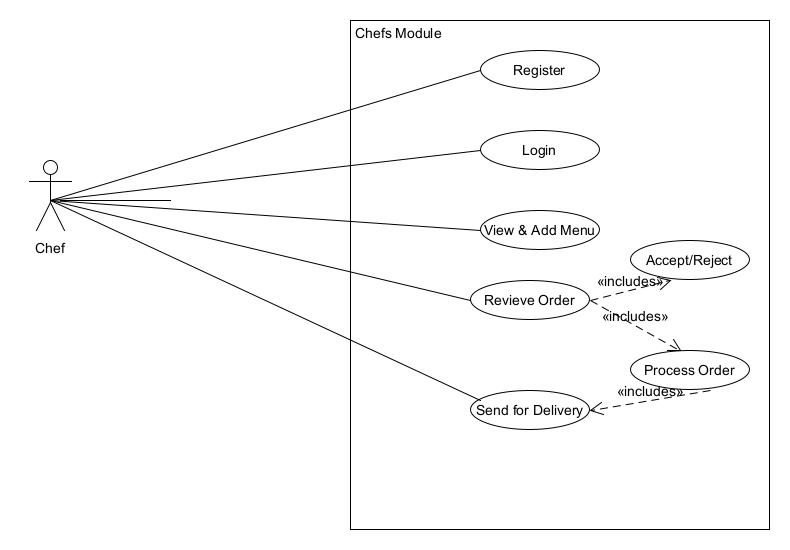 Chefs Module
Register
Login
View & Add Menu
Chef
Accept/Reject
«includes»
Revieve Order
«includes»
Process Order
«includes»
Send for Delivery